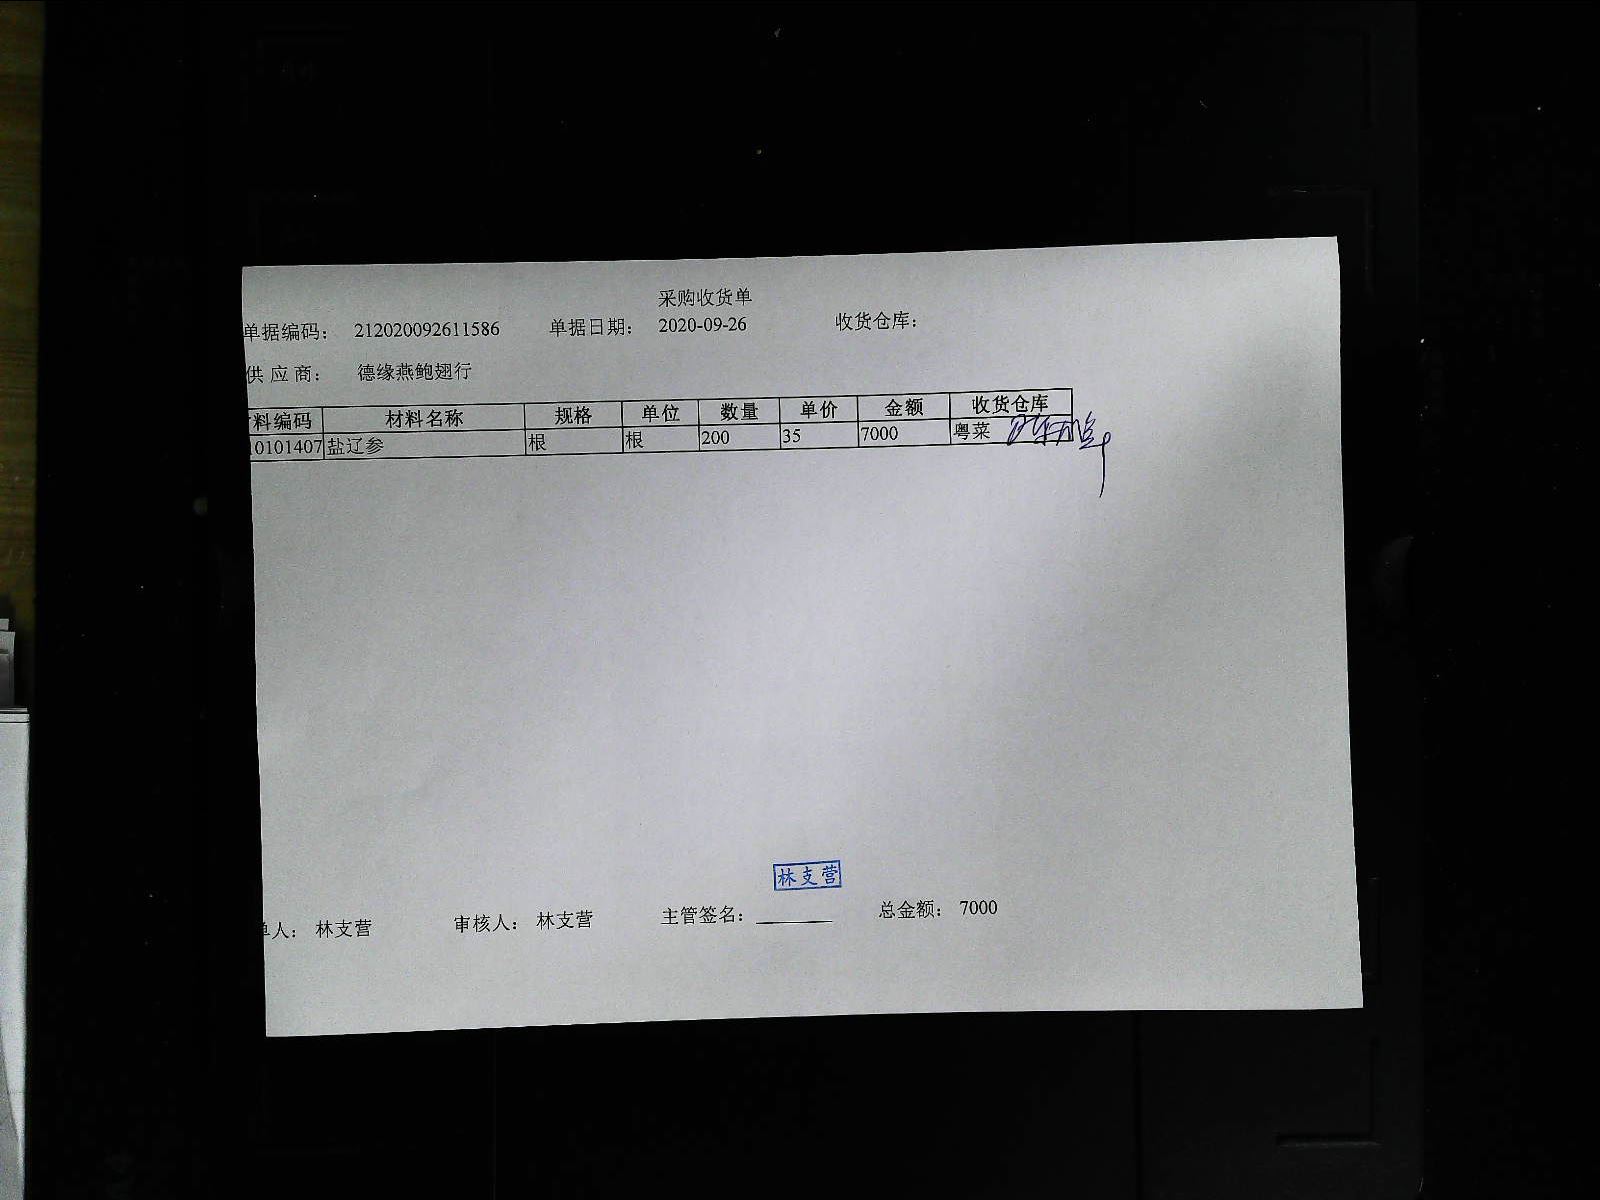 采购收货单
单据编码： 212020092611586 单据日期： 2020-09-26 收货仓库：
供 应 商： 德缘燕鲍翅行
料编码 材料名称 规格 单位 数量 单价 金额 收货仓库
10101407 盐辽参 根 根 200 35 7000 粤菜
林支营
单人： 林支营 审核人： 林支营 主管签名： 总金额： 7000